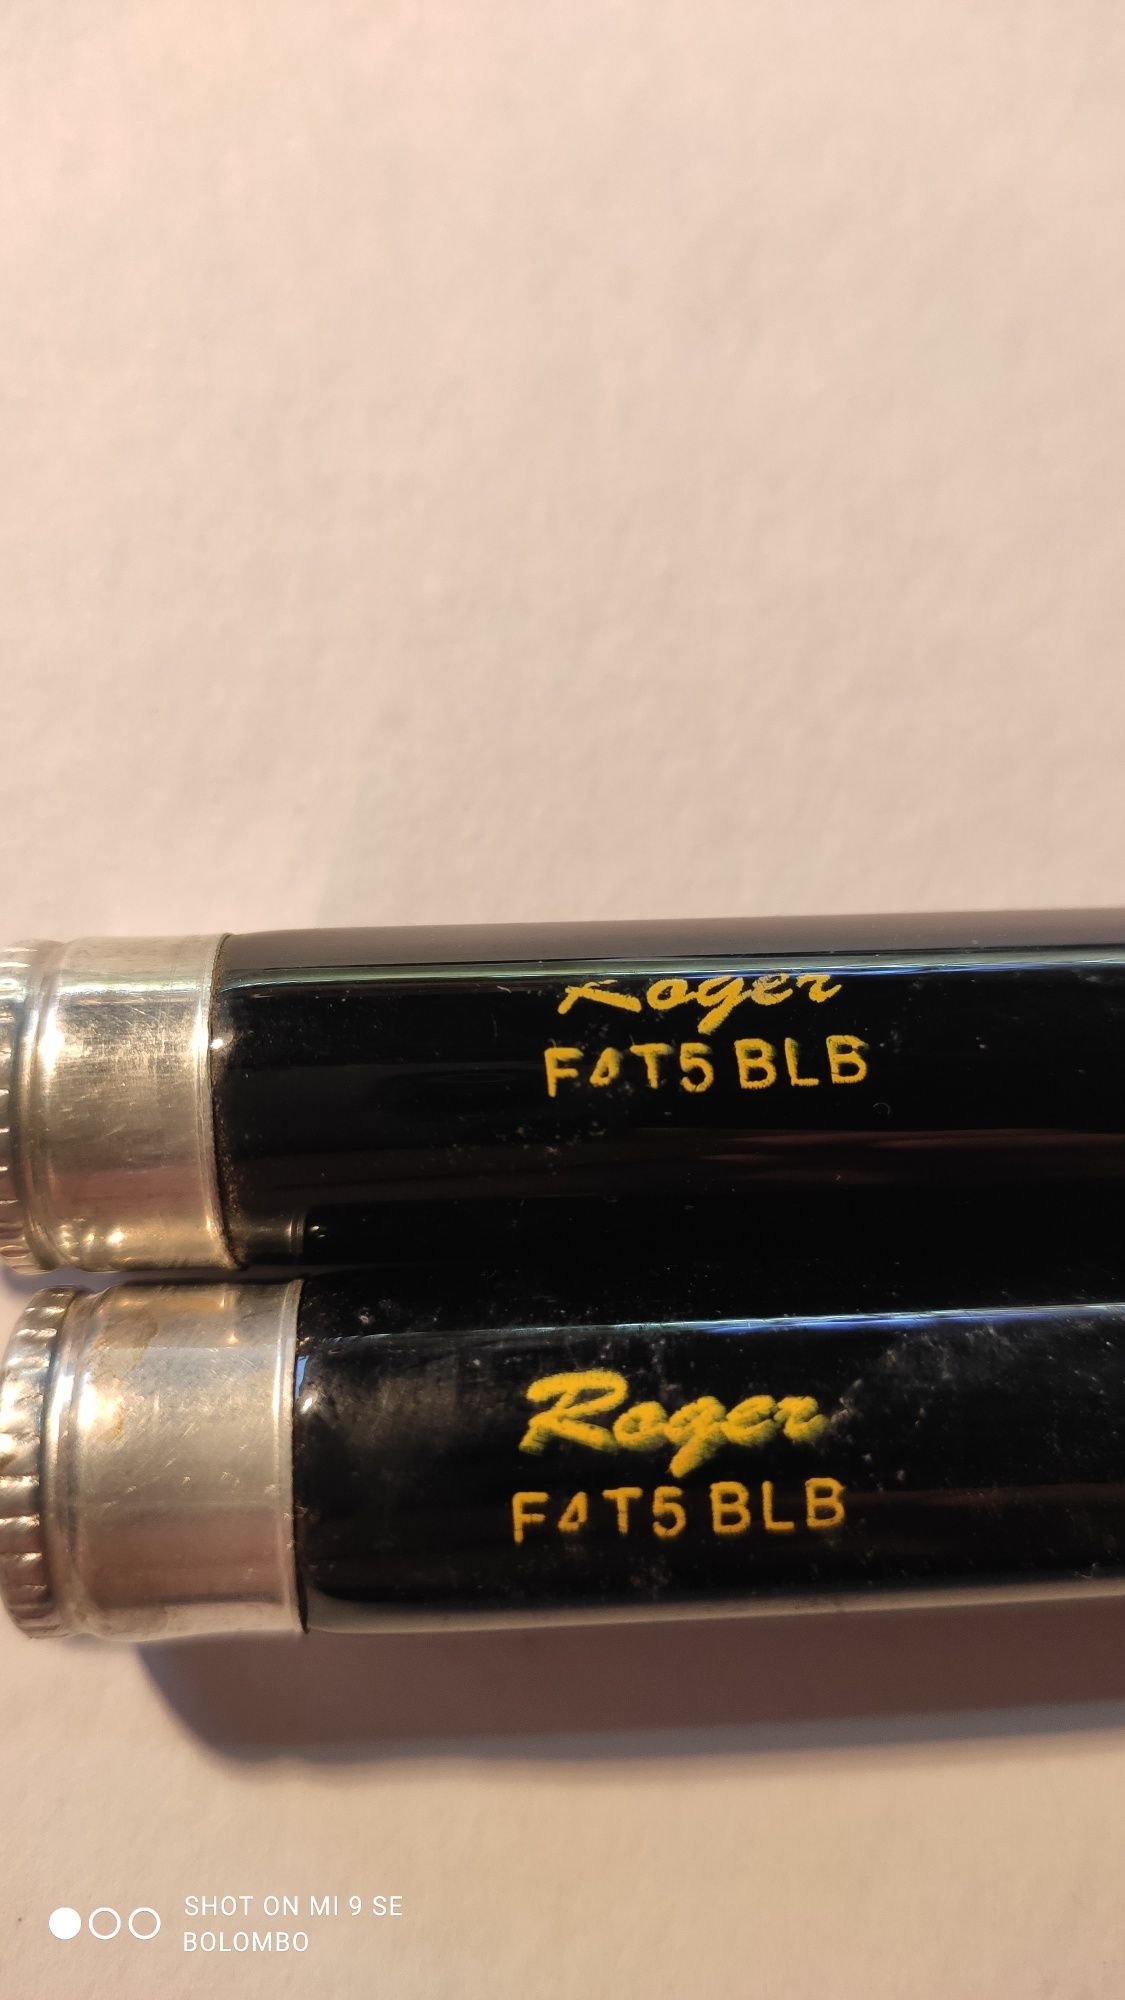 Roger
F4T5 BLB
Roger
F4T5 BLB
SHOT ON MI 9 SE
BOLOMBO